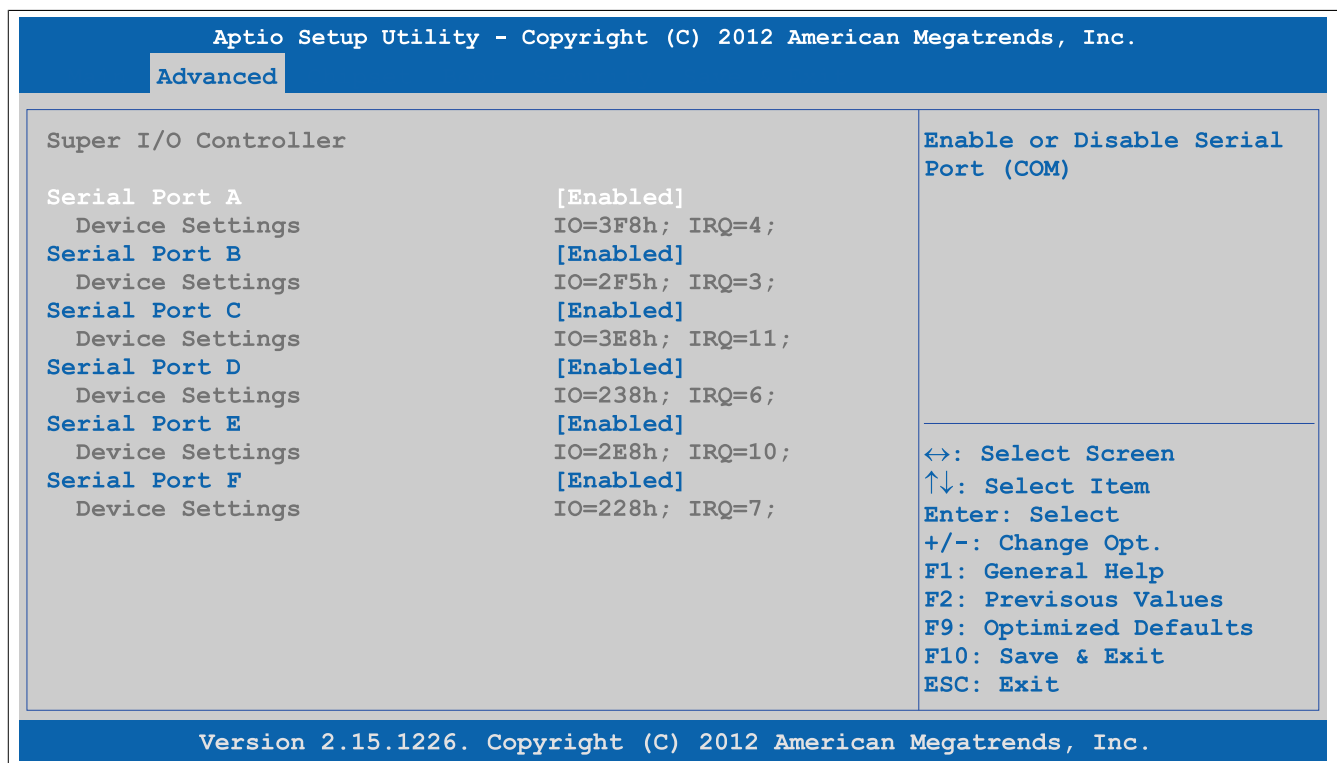 Aptio Setup Utility - Copyright (C) 2012 American Megatrends, Inc.
Advanced
Super I/O Controller
Serial Port A [Enabled]
Device Settings IO=3F8h; IRQ=4;
Serial Port B [Enabled]
Device Settings IO=2F5h; IRQ=3;
Serial Port C [Enabled]
Device Settings IO=3E8h; IRQ=11;
Serial Port D [Enabled]
Device Settings IO=238h; IRQ=6;
Serial Port E [Enabled]
Device Settings IO=2E8h; IRQ=10;
Serial Port F [Enabled]
Device Settings IO=228h; IRQ=7;
Enable or Disable Serial
Port (COM)
↔: Select Screen
↑↓: Select Item
Enter: Select
+/-: Change Opt.
F1: General Help
F2: Previsous Values
F9: Optimized Defaults
F10: Save & Exit
ESC: Exit
Version 2.15.1226. Copyright (C) 2012 American Megatrends, Inc.